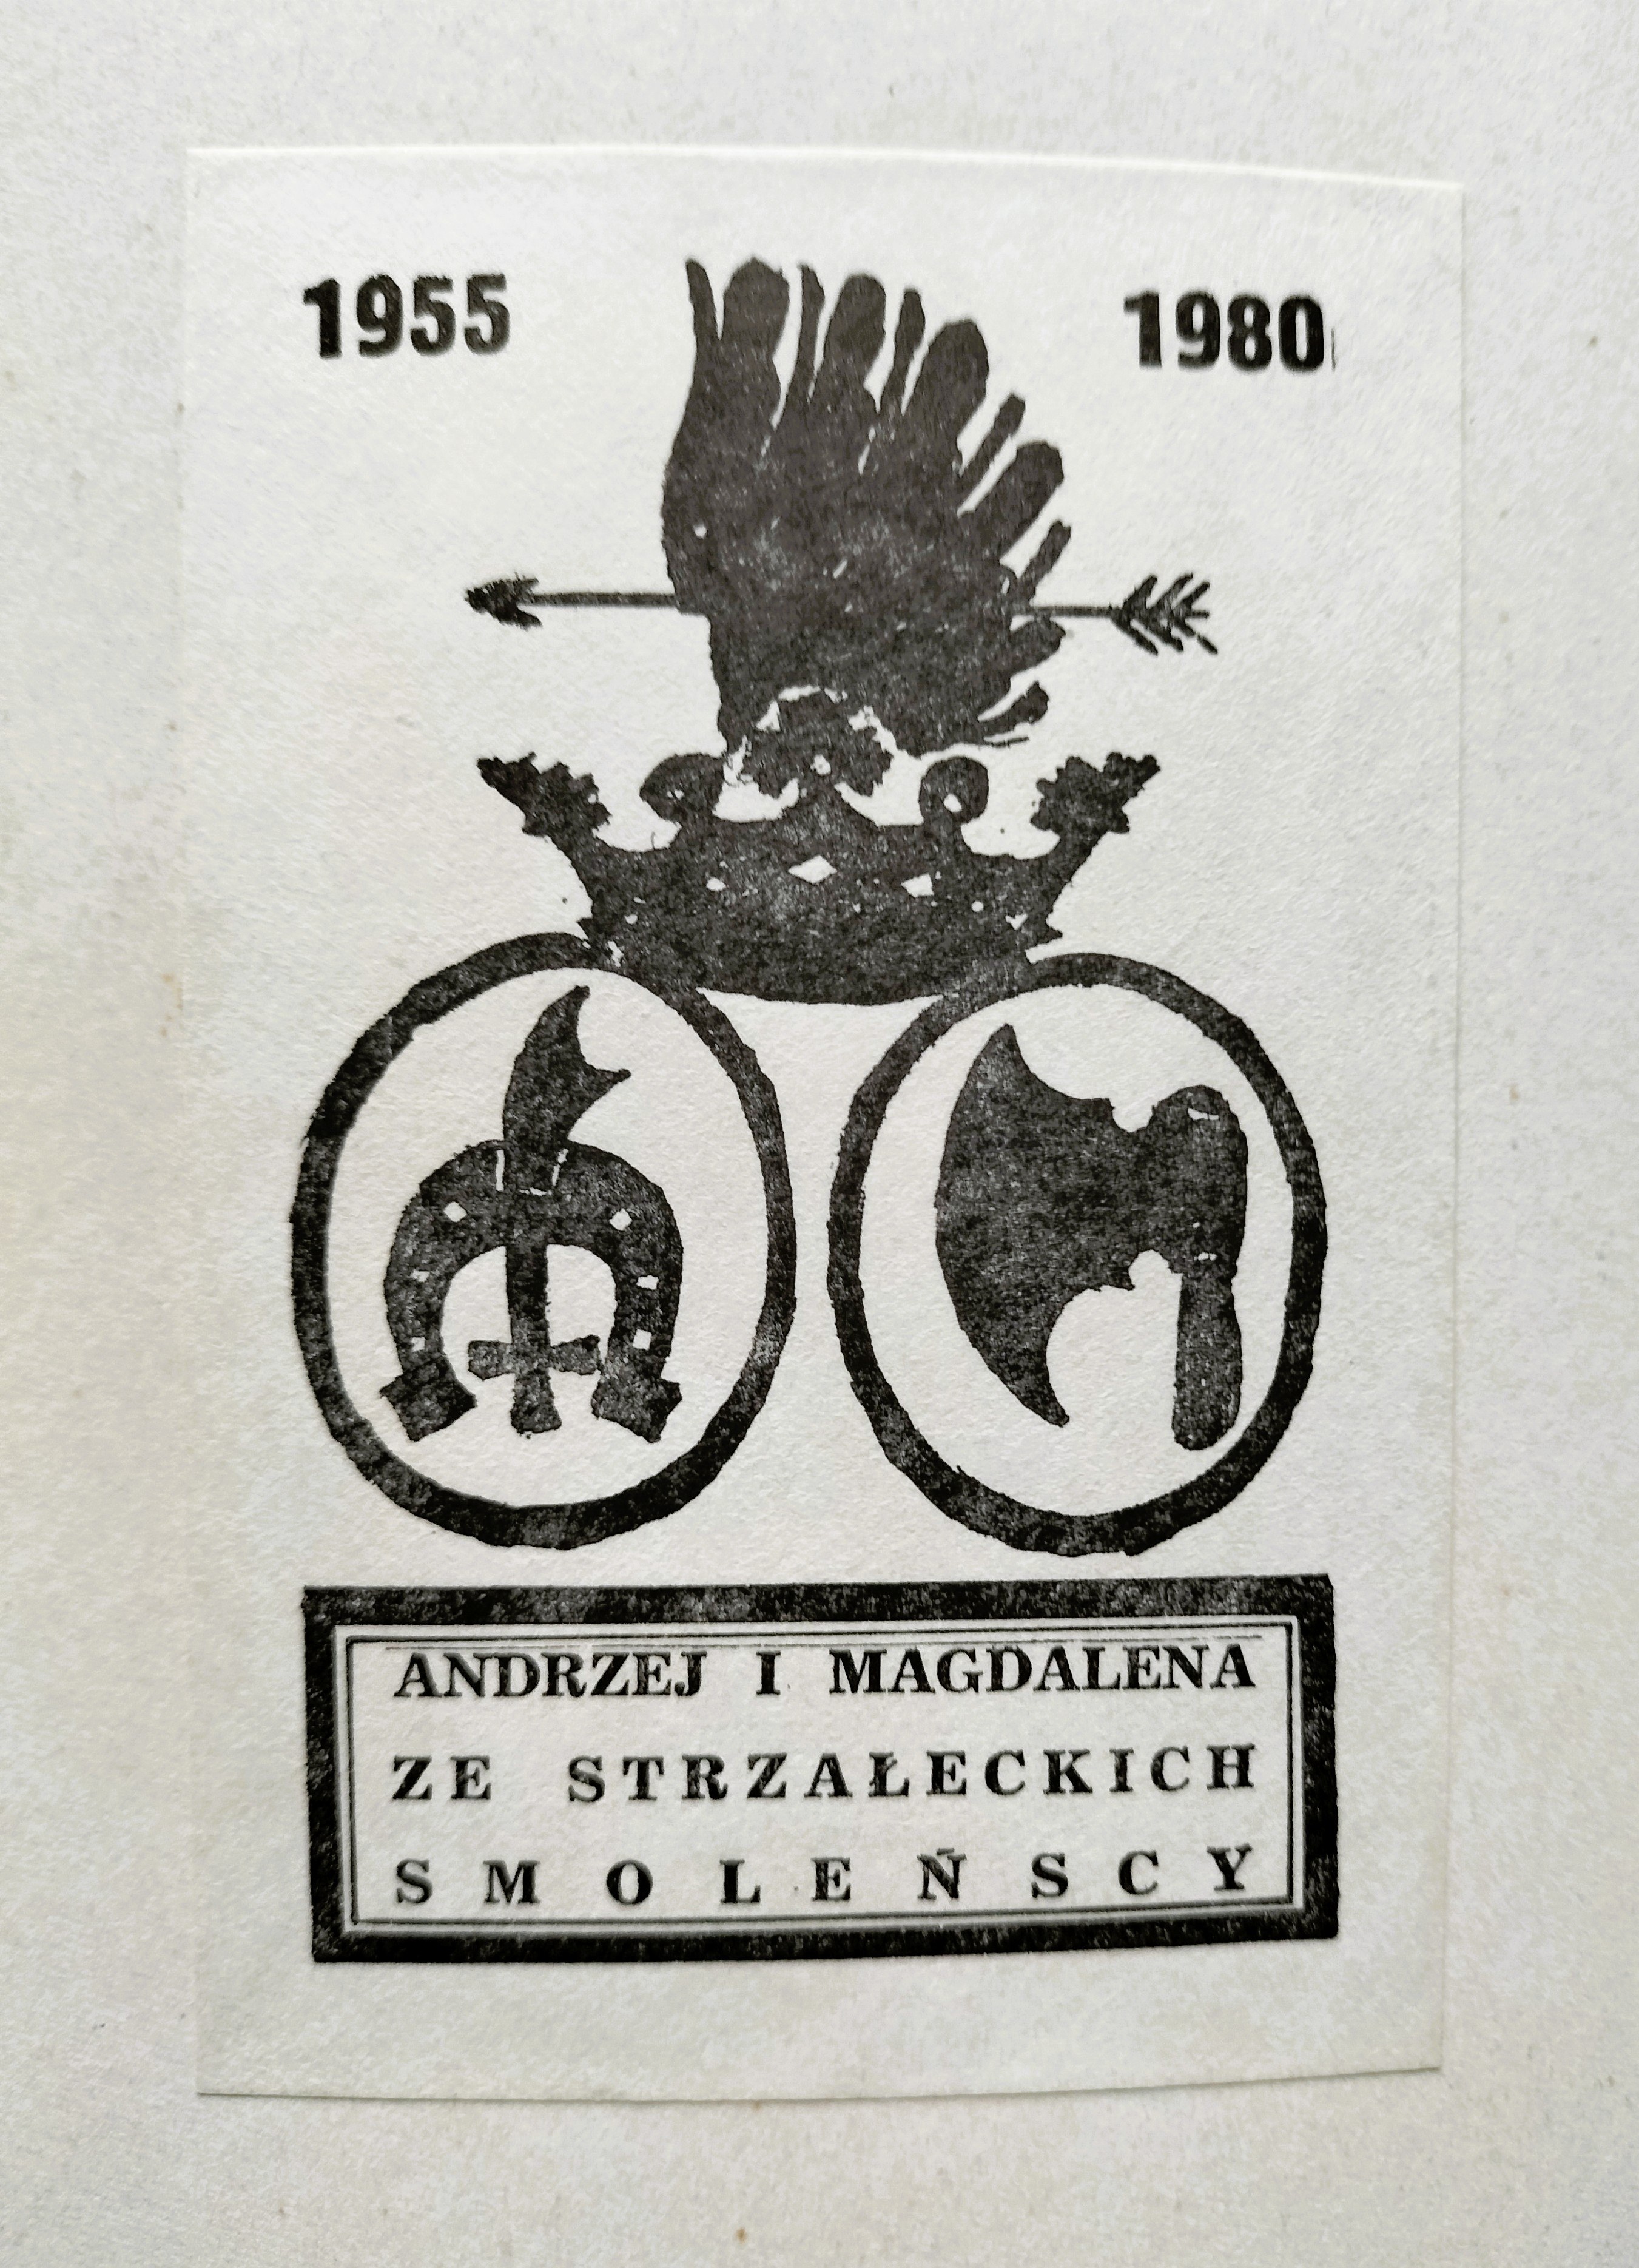 1955 1980
ANDRZEJ I MAGDALENA
ZE STRZAŁECKICH
SMOLEŃSCY